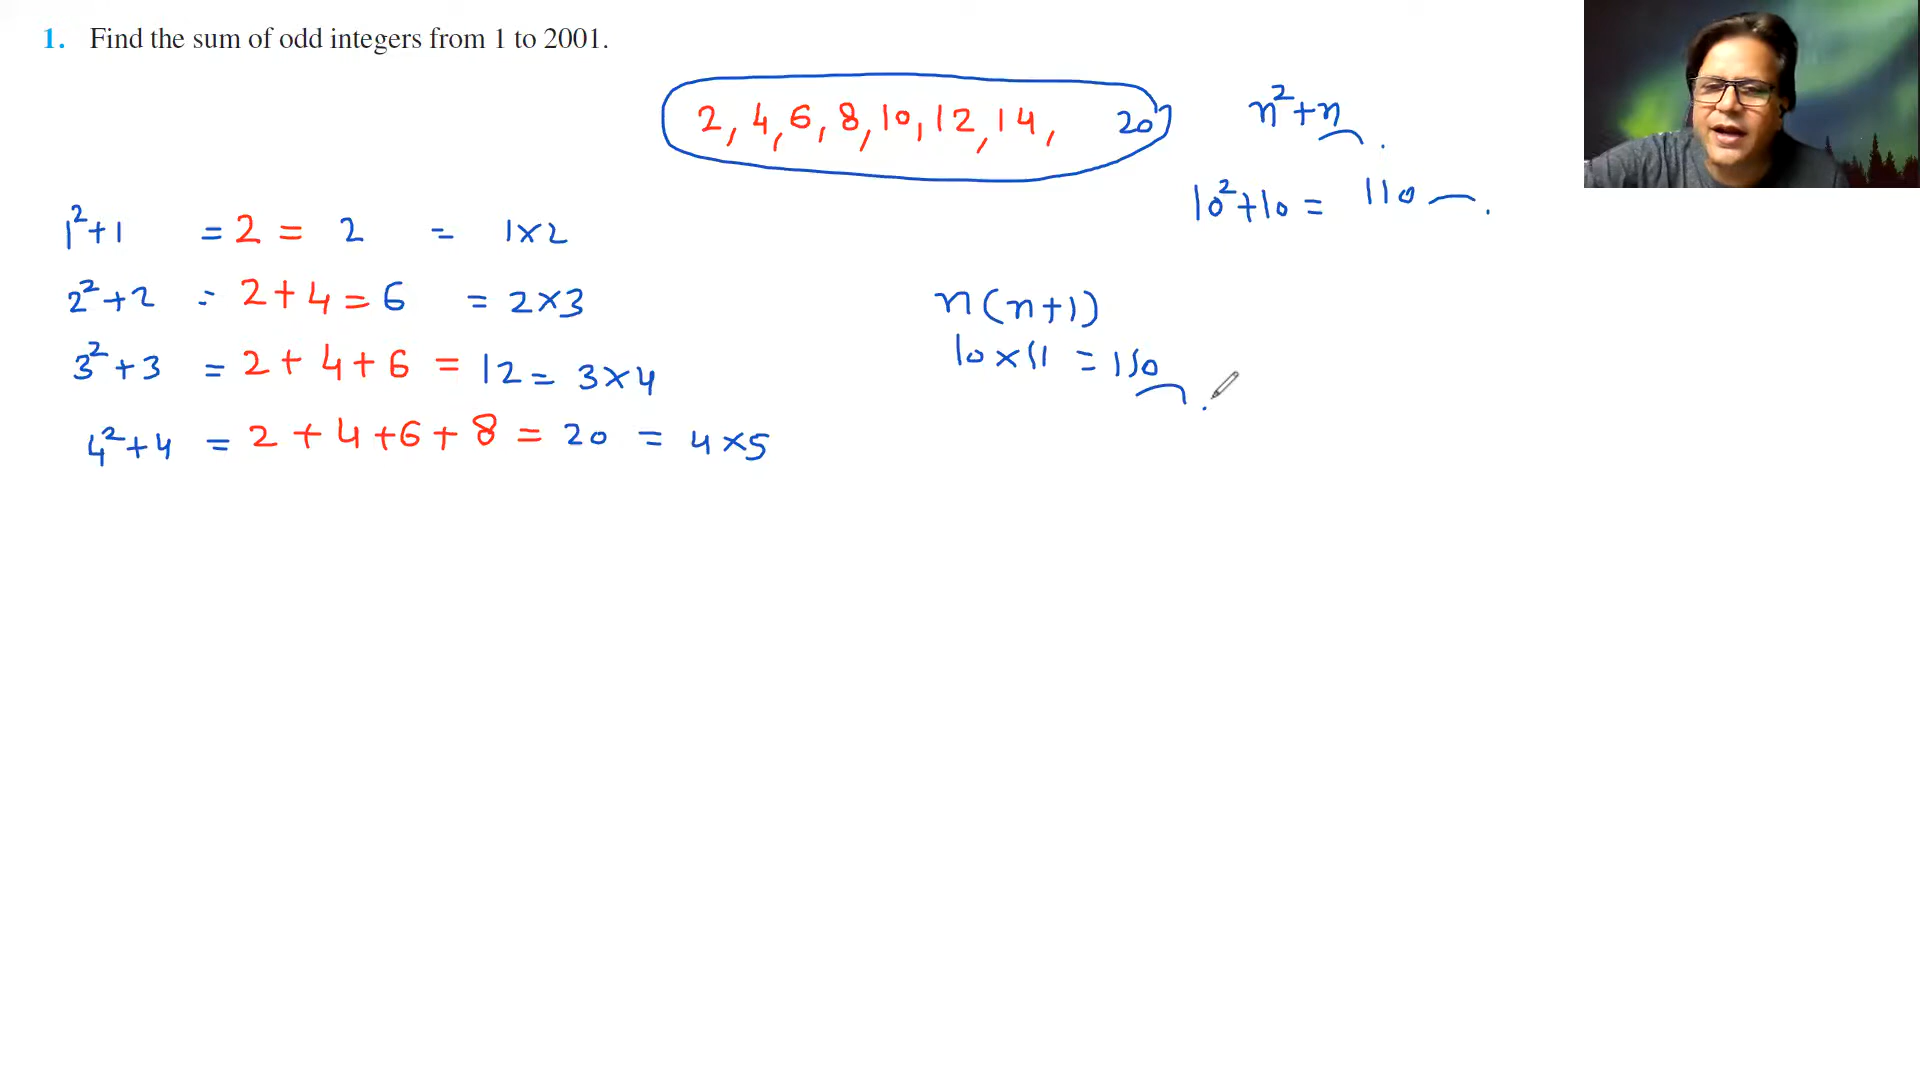 1. Find the sum of odd integers from 1 to 2001.
2, 4, 6, 8, 10, 12, 14, 20
n²+n
10²+10 = 110
1²+1 = 2 = 2 = 1×2
2²+2 = 2+4 = 6 = 2×3
3²+3 = 2+4+6 = 12 = 3×4
4²+4 = 2+4+6+8 = 20 = 4×5
n(n+1)
10×11 = 110